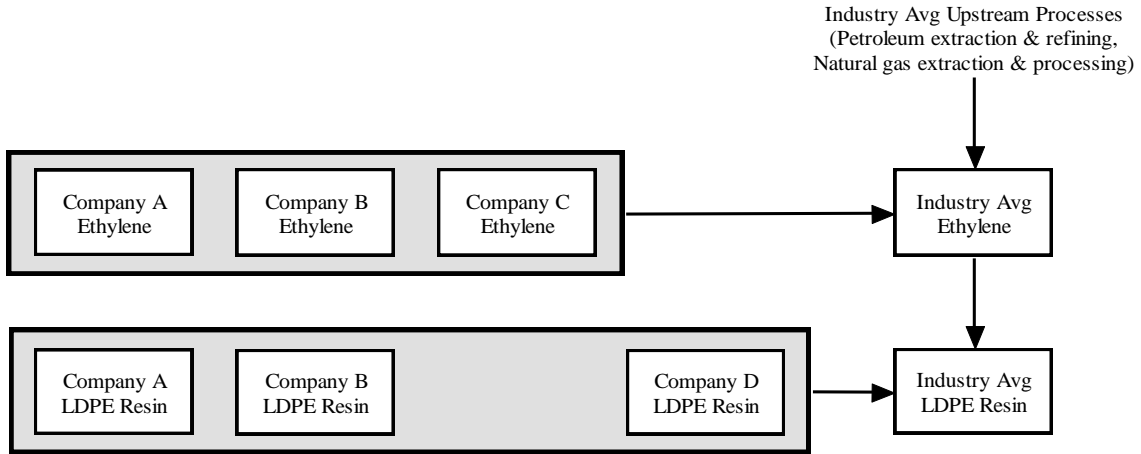 Industry Avg Upstream Processes
(Petroleum extraction & refining,
Natural gas extraction & processing)
Company A
Ethylene
Company B
Ethylene
Company C
Ethylene
Industry Avg
Ethylene
Company A
LDPE Resin
Company B
LDPE Resin
Company D
LDPE Resin
Industry Avg
LDPE Resin